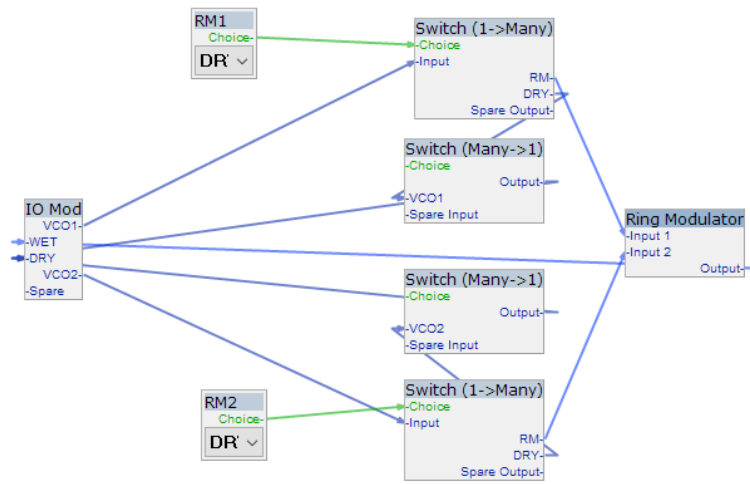 RM1
Choice-
DR'
Switch (1->Many)
-Choice
-Input
RM-
DRY-
Spare Output-
Switch (Many->1)
-Choice
Output-
-VCO1
-Spare Input
IO Mod
VCO1-
-WET
-DRY
VCO2-
-Spare
Ring Modulator
-Input 1
-Input 2
Output-
Switch (Many->1)
-Choice
Output-
-VCO2
-Spare Input
RM2
Choice-
DR'
Switch (1->Many)
-Choice
-Input
RM-
DRY-
Spare Output-